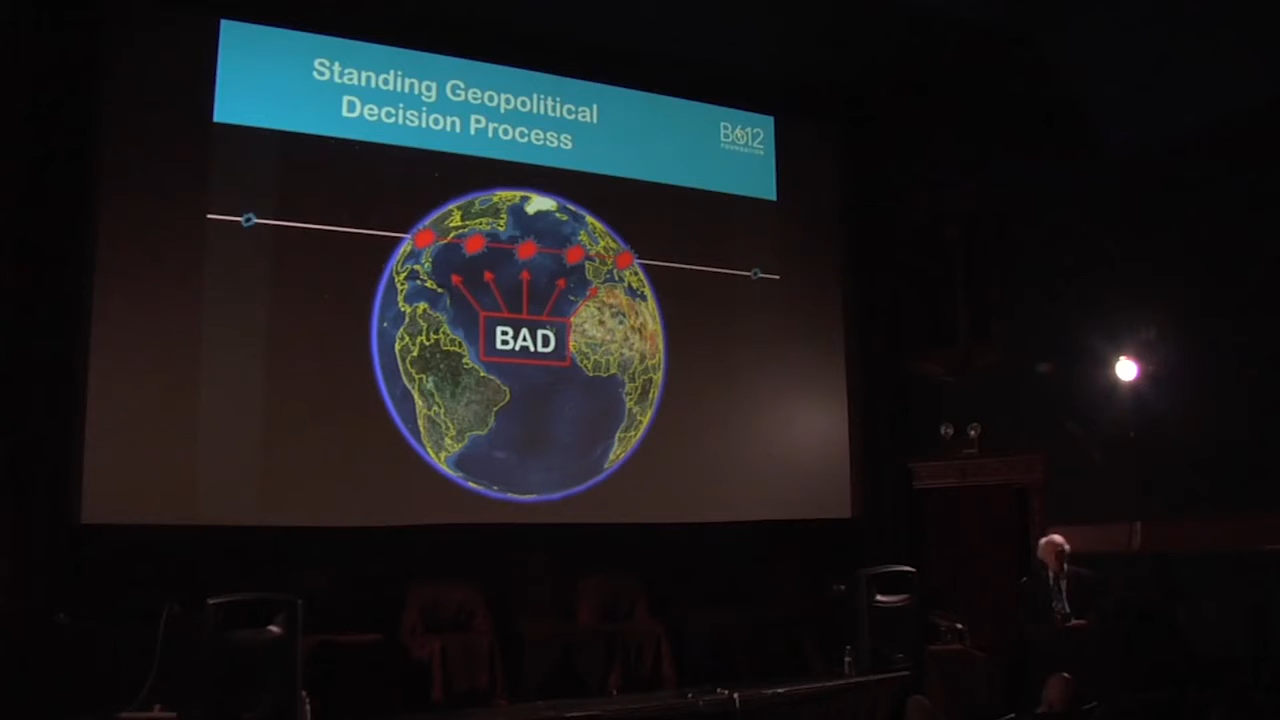 Standing Geopolitical
Decision Process
B612
FOUNDATION
BAD